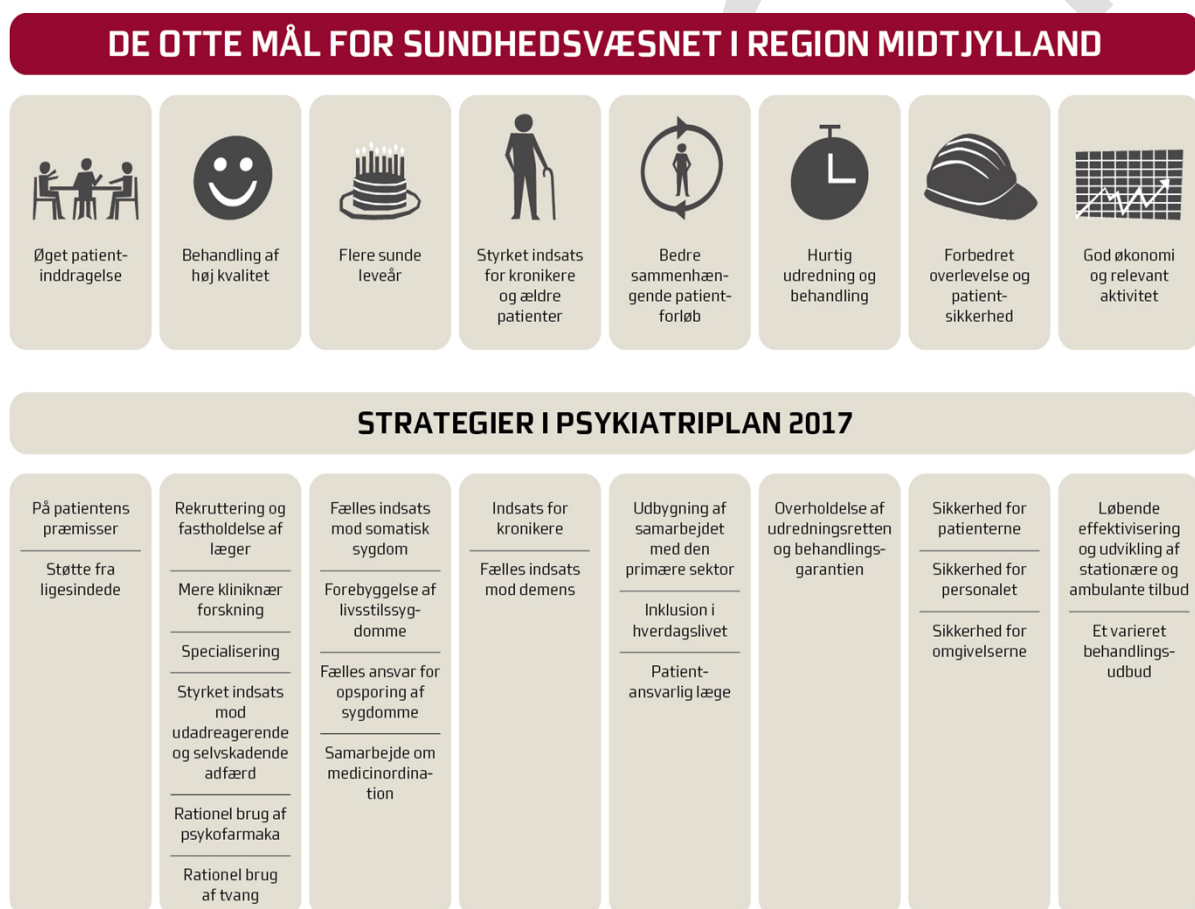 DE OTTE MÅL FOR SUNDHEDSVÆSNET I REGION MIDTJYLLAND
Øget patient-
inddragelse
Behandling af
høj kvalitet
Flere sunde
leveår
Styrket indsats
for kronikere
og ældre
patienter
Bedre
sammenhæn-
gende patient-
forløb
Hurtig
udredning og
behandling
Forbedret
overlevelse og
patient-
sikkerhed
God økonomi
og relevant
aktivitet
STRATEGIER I PSYKIATRIPLAN 2017
På patientens
præmisser
Støtte fra
ligesindede
Rekruttering og
fastholdelse af
læger
Mere kliniknær
forskning
Specialisering
Styrket indsats
mod
udadreagerende
og selvskadende
adfærd
Rationel brug af
psykofarmaka
Rationel brug
af tvang
Fælles indsats
mod somatisk
sygdom
Forebyggelse af
livsstilssyg-
domme
Fælles ansvar for
opsporing af
sygdomme
Samarbejde om
medicinordina-
tion
Indsats for
kronikere
Fælles indsats
mod demens
Udbygning af
samarbejdet
med den
primære sektor
Inklusion i
hverdagslivet
Patient-
ansvarlig læge
Overholdelse af
udredningsretten
og behandlings-
garantien
Sikkerhed for
patienterne
Sikkerhed for
personalet
Sikkerhed for
omgivelserne
Løbende
effektivisering
og udvikling af
stationære og
ambulante tilbud
Et varieret
behandlings-
udbud